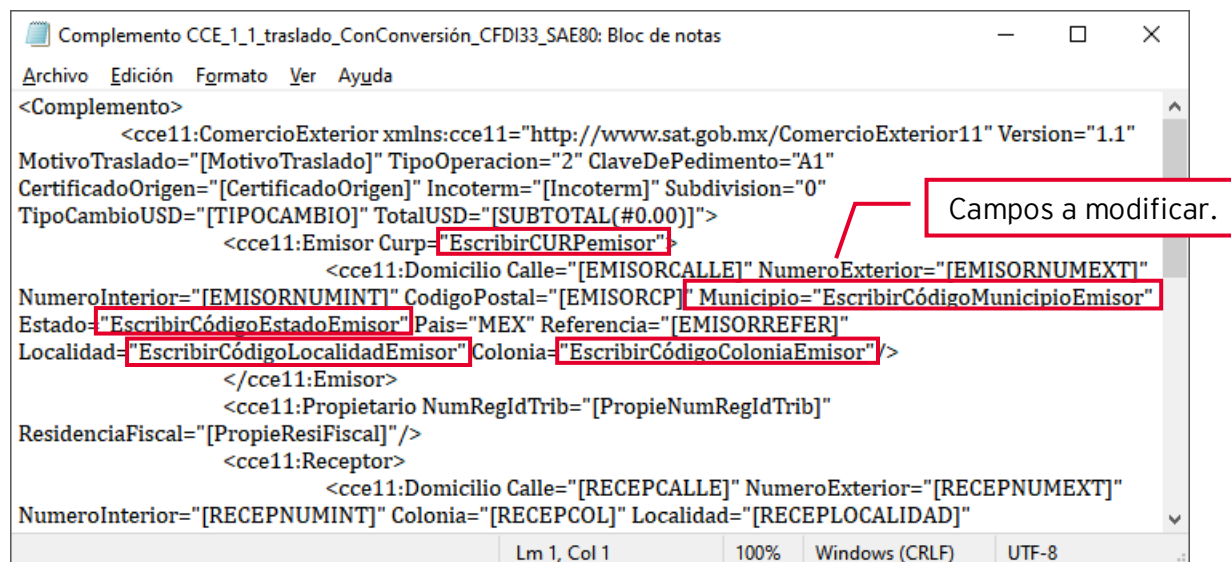 Complemento CCE_1_1_traslado_ConConversión_CFDI33_SAE80: Bloc de notas
Archivo Edición Formato Ver Ayuda
<Complemento>
<cce11:ComercioExterior xmlns:cce11="http://www.sat.gob.mx/ComercioExterior11" Version="1.1"
MotivoTraslado="[MotivoTraslado]" TipoOperacion="2" ClaveDePedimento="A1"
CertificadoOrigen="[CertificadoOrigen]" Incoterm="[Incoterm]" Subdivision="0"
TipoCambioUSD="[TIPOCAMBIO]" TotalUSD="[SUBTOTAL(#0.00)]">
Campos a modificar.
<cce11:Emisor Curp="EscribirCURPemisor">
<cce11:Domicilio Calle="[EMISORCALLE]" NumeroExterior="[EMISORNUMEXT]"
NumeroInterior="[EMISORNUMINT]" CodigoPostal="[EMISORCP]" Municipio="EscribirCódigoMunicipioEmisor"
Estado="EscribirCódigoEstadoEmisor" Pais="MEX" Referencia="[EMISORREFER]"
Localidad="EscribirCódigoLocalidadEmisor" Colonia="EscribirCódigoColoniaEmisor"/>
</cce11:Emisor>
<cce11:Propietario NumRegIdTrib="[PropieNumRegIdTrib]"
ResidenciaFiscal="[PropieResiFiscal]"/>
<cce11:Receptor>
<cce11:Domicilio Calle="[RECEPCALLE]" NumeroExterior="[RECEPNUMEXT]"
NumeroInterior="[RECEPNUMINT]" Colonia="[RECEPCOL]" Localidad="[RECEPLOCALIDAD]"
Lm 1, Col 1 100% Windows (CRLF) UTF-8